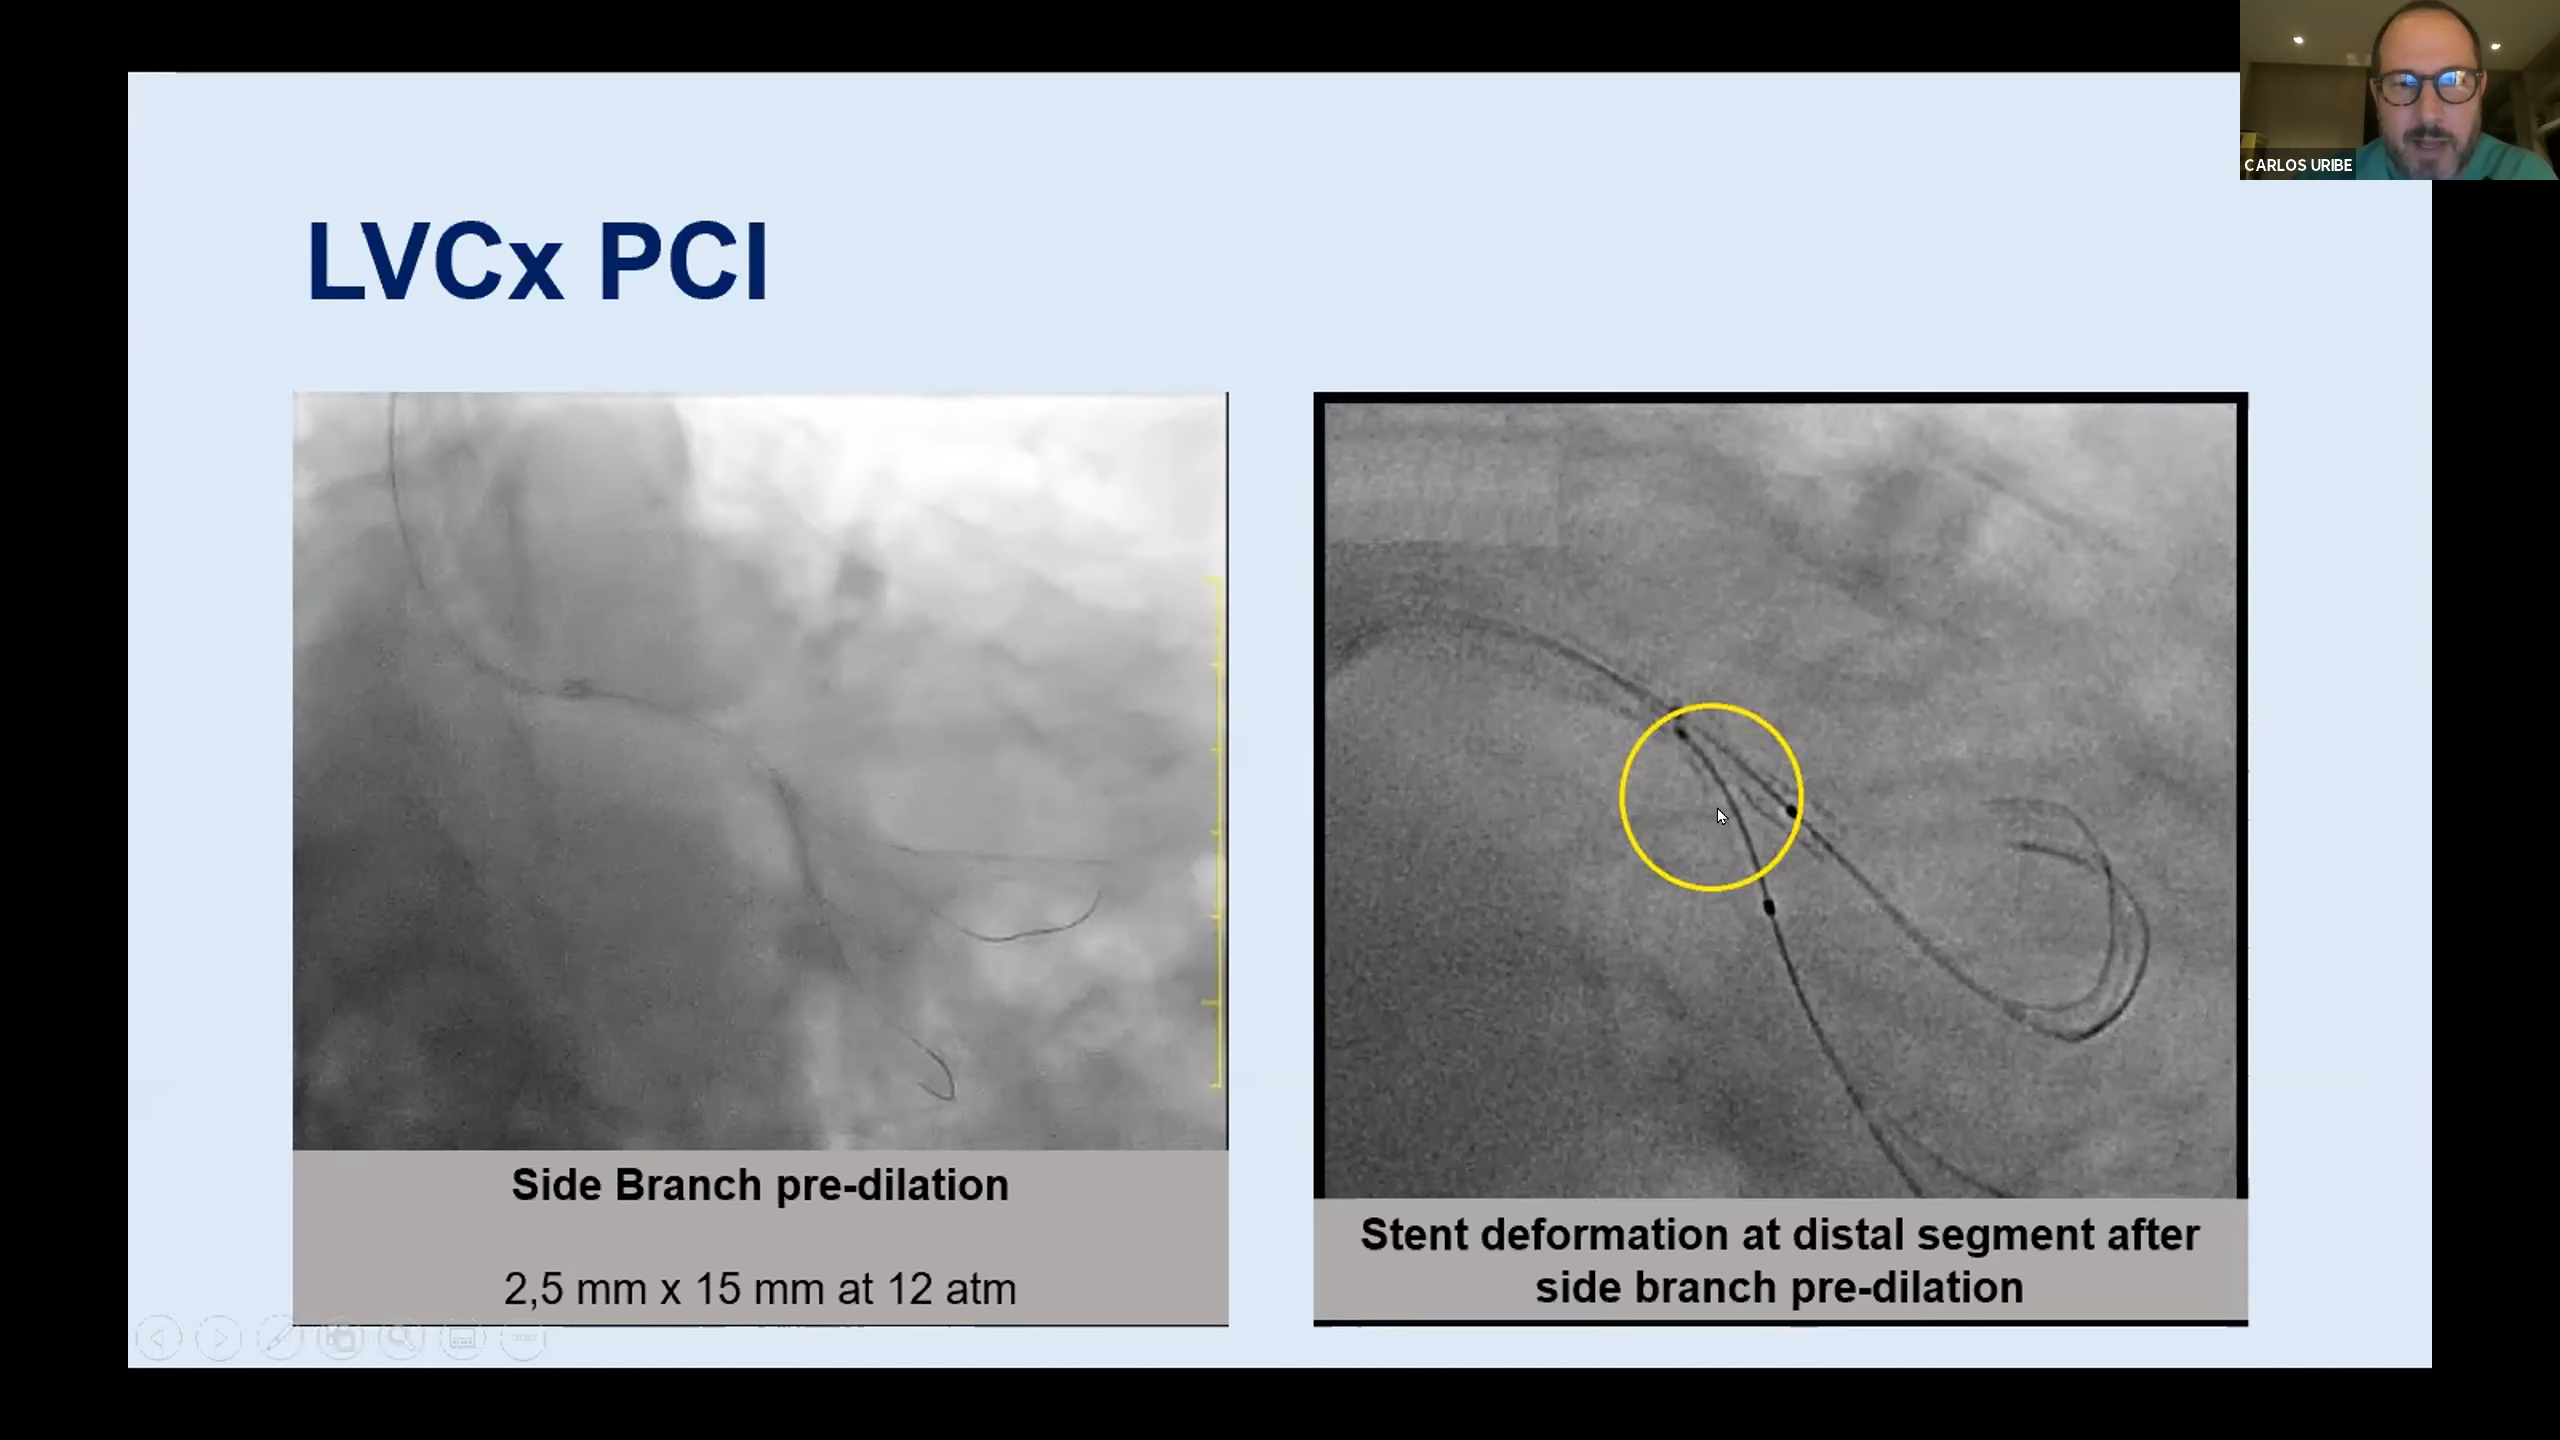 CARLOS URIBE
LVCx PCI
Side Branch pre-dilation
2,5 mm x 15 mm at 12 atm
Stent deformation at distal segment after
side branch pre-dilation